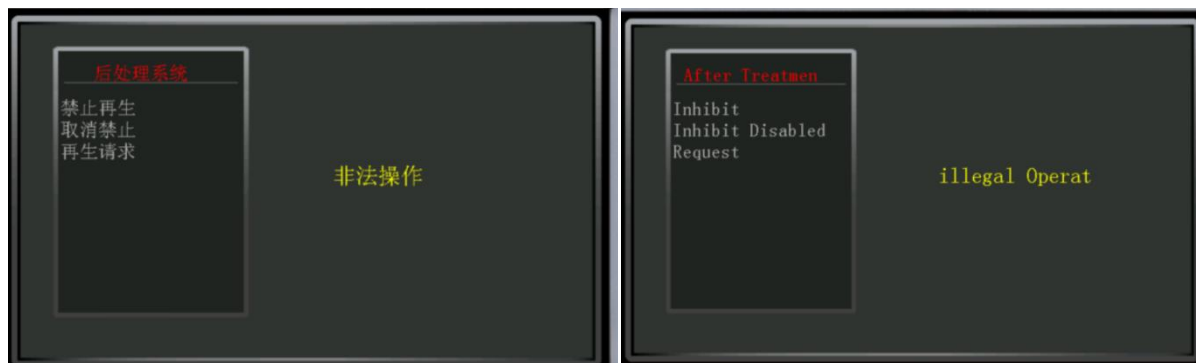 后处理系统
禁止再生
取消禁止
再生请求
非法操作
After Treatmen
Inhibit
Inhibit Disabled
Request
illegal Operat